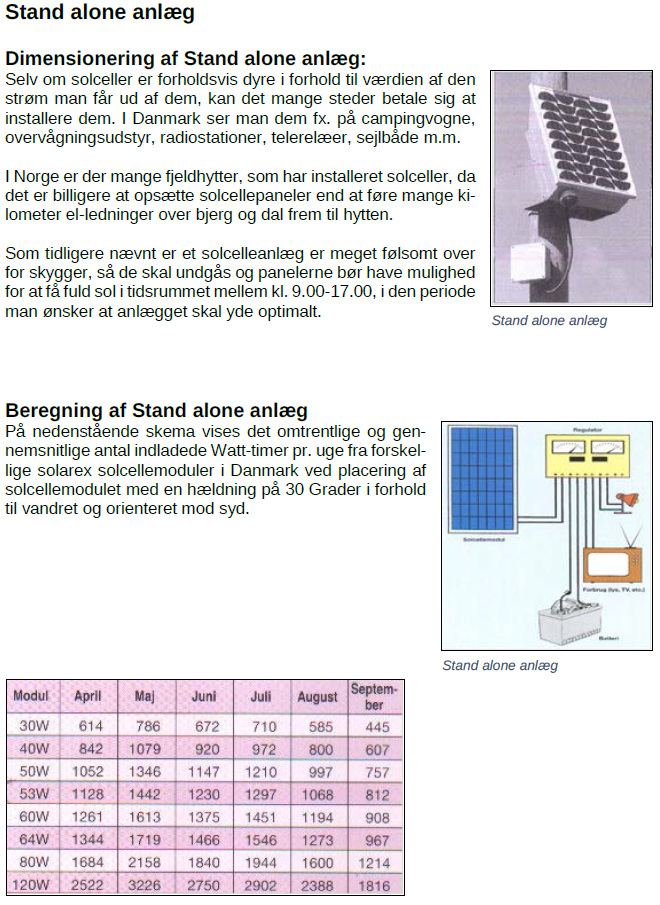 Stand alone anlæg
Dimensionering af Stand alone anlæg:
Selv om solceller er forholdsvis dyre i forhold til værdien af den
strøm man får ud af dem, kan det mange steder betale sig at
installere dem. I Danmark ser man dem fx. på campingvogne,
overvågningsudstyr, radiostationer, telerelæer, sejlbåde m.m.
I Norge er der mange fjeldhytter, som har installeret solceller, da
det er billigere at opsætte solcellepaneler end at føre mange ki-
lometer el-ledninger over bjerg og dal frem til hytten.
Som tidligere nævnt er et solcelleanlæg er meget følsomt over
for skygger, så de skal undgås og panelerne bør have mulighed
for at få fuld sol i tidsrummet mellem kl. 9.00-17.00, i den periode
man ønsker at anlægget skal yde optimalt.
Stand alone anlæg
Beregning af Stand alone anlæg
På nedenstående skema vises det omtrentlige og gen-
nemsnitlige antal indladede Watt-timer pr. uge fra forskel-
lige solarex solcellemoduler i Danmark ved placering af
solcellemodulet med en hældning på 30 Grader i forhold
til vandret og orienteret mod syd.
Regulator
Solcellemodul
Forbrug (lys, TV, etc.)
Batteri
Stand alone anlæg
Modul April Maj Juni Juli August Septem-
ber
30W 614 786 672 710 585 445
40W 842 1079 920 972 800 607
50W 1052 1346 1147 1210 997 757
53W 1128 1442 1230 1297 1068 812
60W 1261 1613 1375 1451 1194 908
64W 1344 1719 1466 1546 1273 967
80W 1684 2158 1840 1944 1600 1214
120W 2522 3226 2750 2902 2388 1816